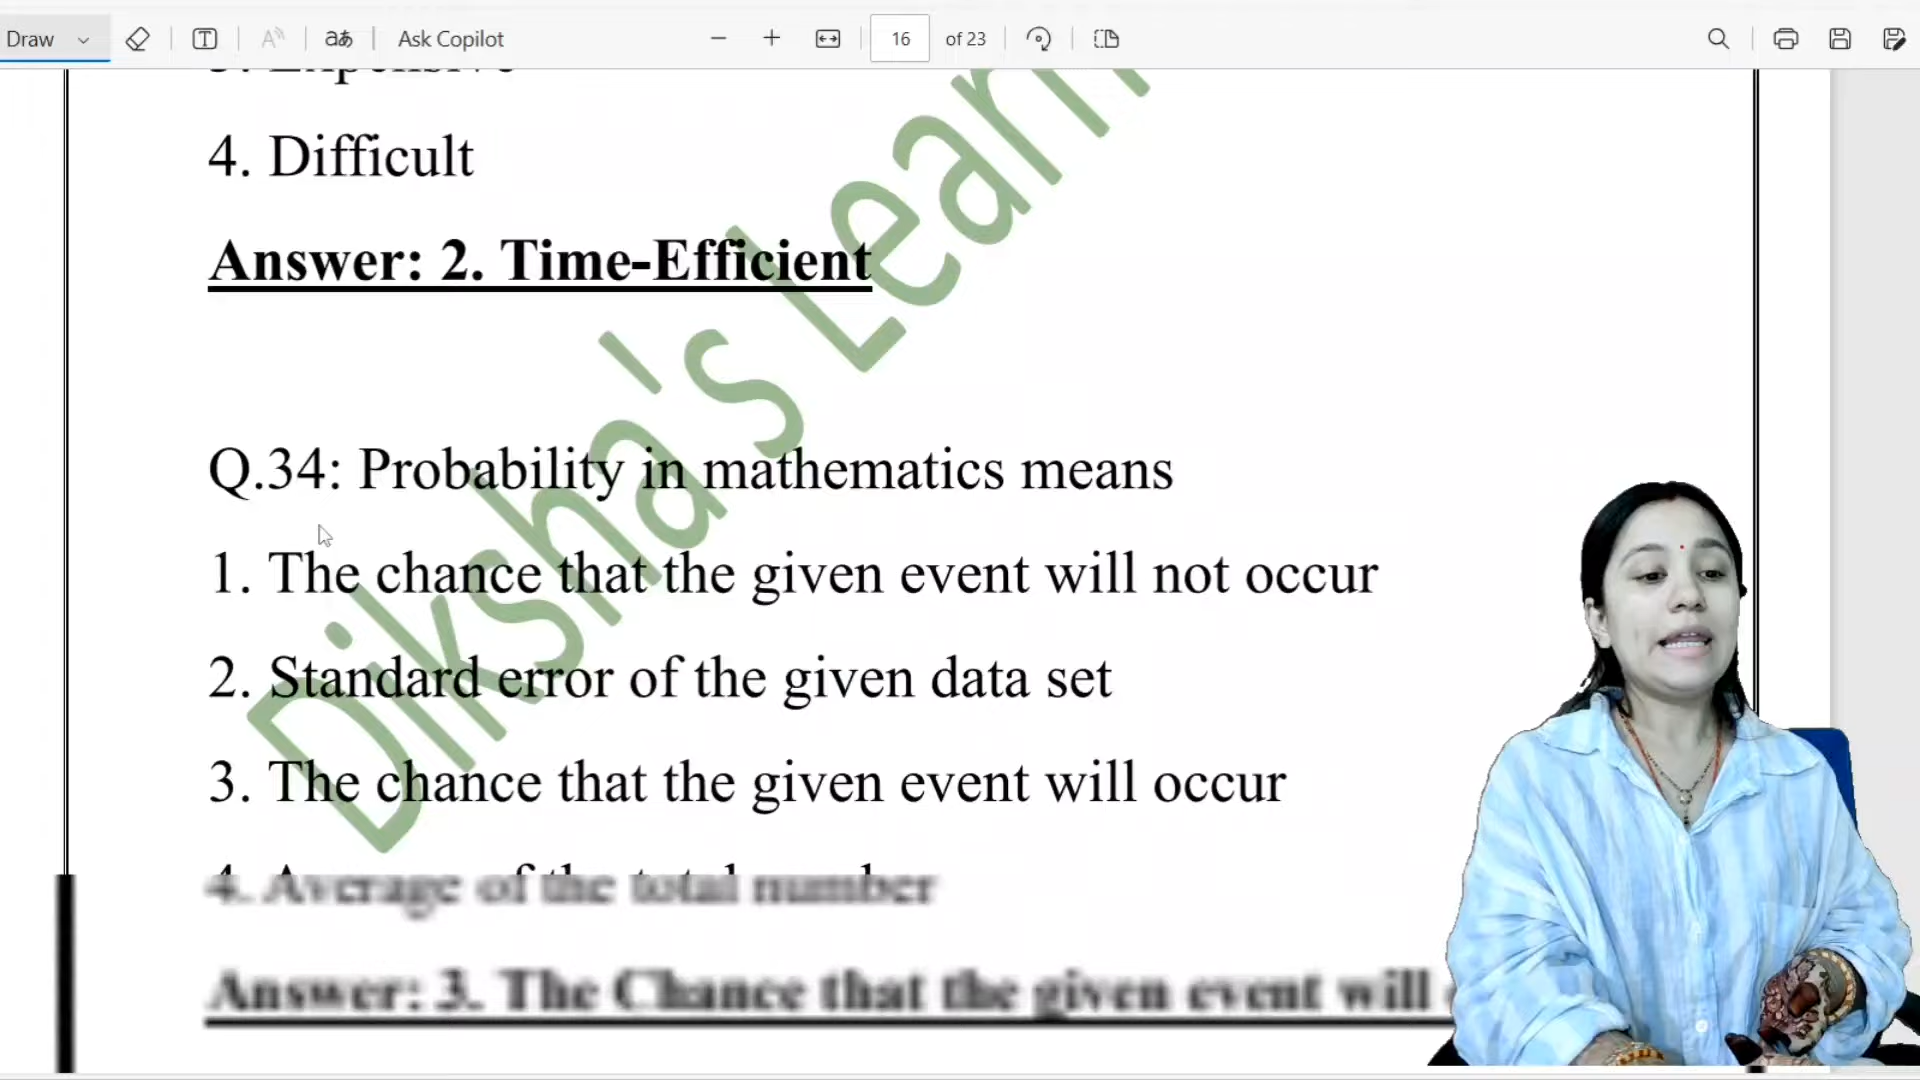 Draw
Ask Copilot
16 of 23
3. Expensive
4. Difficult
Answer: 2. Time-Efficient
Q.34: Probability in mathematics means
1. The chance that the given event will not occur
2. Standard error of the given data set
3. The chance that the given event will occur
4. Average of the total number
Answer: 3. The Chance that the given event will
Diksha's Learn